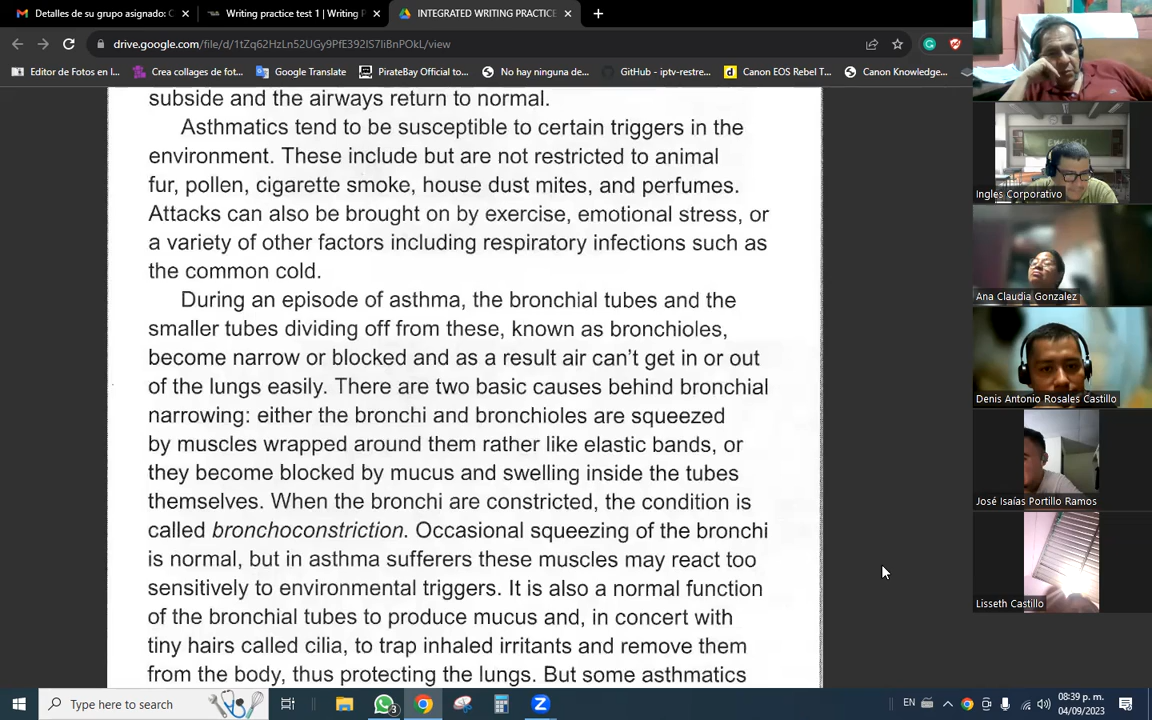 Detalles de su grupo asignado: C
Writing practice test 1 | Writing P
INTEGRATED WRITING PRACTICE
drive.google.com/file/d/1tZq62HzLn52UGy9PfE392IS7IiBnPOkL/view
Editor de Fotos en l...
Crea collages de fot...
Google Translate
PirateBay Official to...
No hay ninguna de...
GitHub - iptv-restre...
Canon EOS Rebel T...
Canon Knowledge...
subside and the airways return to normal.
Asthmatics tend to be susceptible to certain triggers in the
environment. These include but are not restricted to animal
fur, pollen, cigarette smoke, house dust mites, and perfumes.
Attacks can also be brought on by exercise, emotional stress, or
a variety of other factors including respiratory infections such as
the common cold.
During an episode of asthma, the bronchial tubes and the
smaller tubes dividing off from these, known as bronchioles,
become narrow or blocked and as a result air can't get in or out
of the lungs easily. There are two basic causes behind bronchial
narrowing: either the bronchi and bronchioles are squeezed
by muscles wrapped around them rather like elastic bands, or
they become blocked by mucus and swelling inside the tubes
themselves. When the bronchi are constricted, the condition is
called bronchoconstriction. Occasional squeezing of the bronchi
is normal, but in asthma sufferers these muscles may react too
sensitively to environmental triggers. It is also a normal function
of the bronchial tubes to produce mucus and, in concert with
tiny hairs called cilia, to trap inhaled irritants and remove them
from the body, thus protecting the lungs. But some asthmatics
ENGLISH
Ingles Corporativo
Ana Claudia Gonzalez
Denis Antonio Rosales Castillo
José Isaías Portillo Ramos
Lisseth Castillo
Type here to search
3
EN
08:39 p. m.
04/09/2023